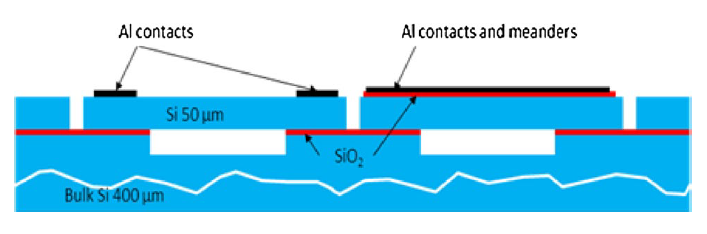 Al contacts
Al contacts and meanders
Si 50 µm
SiO₂
Bulk Si 400 µm